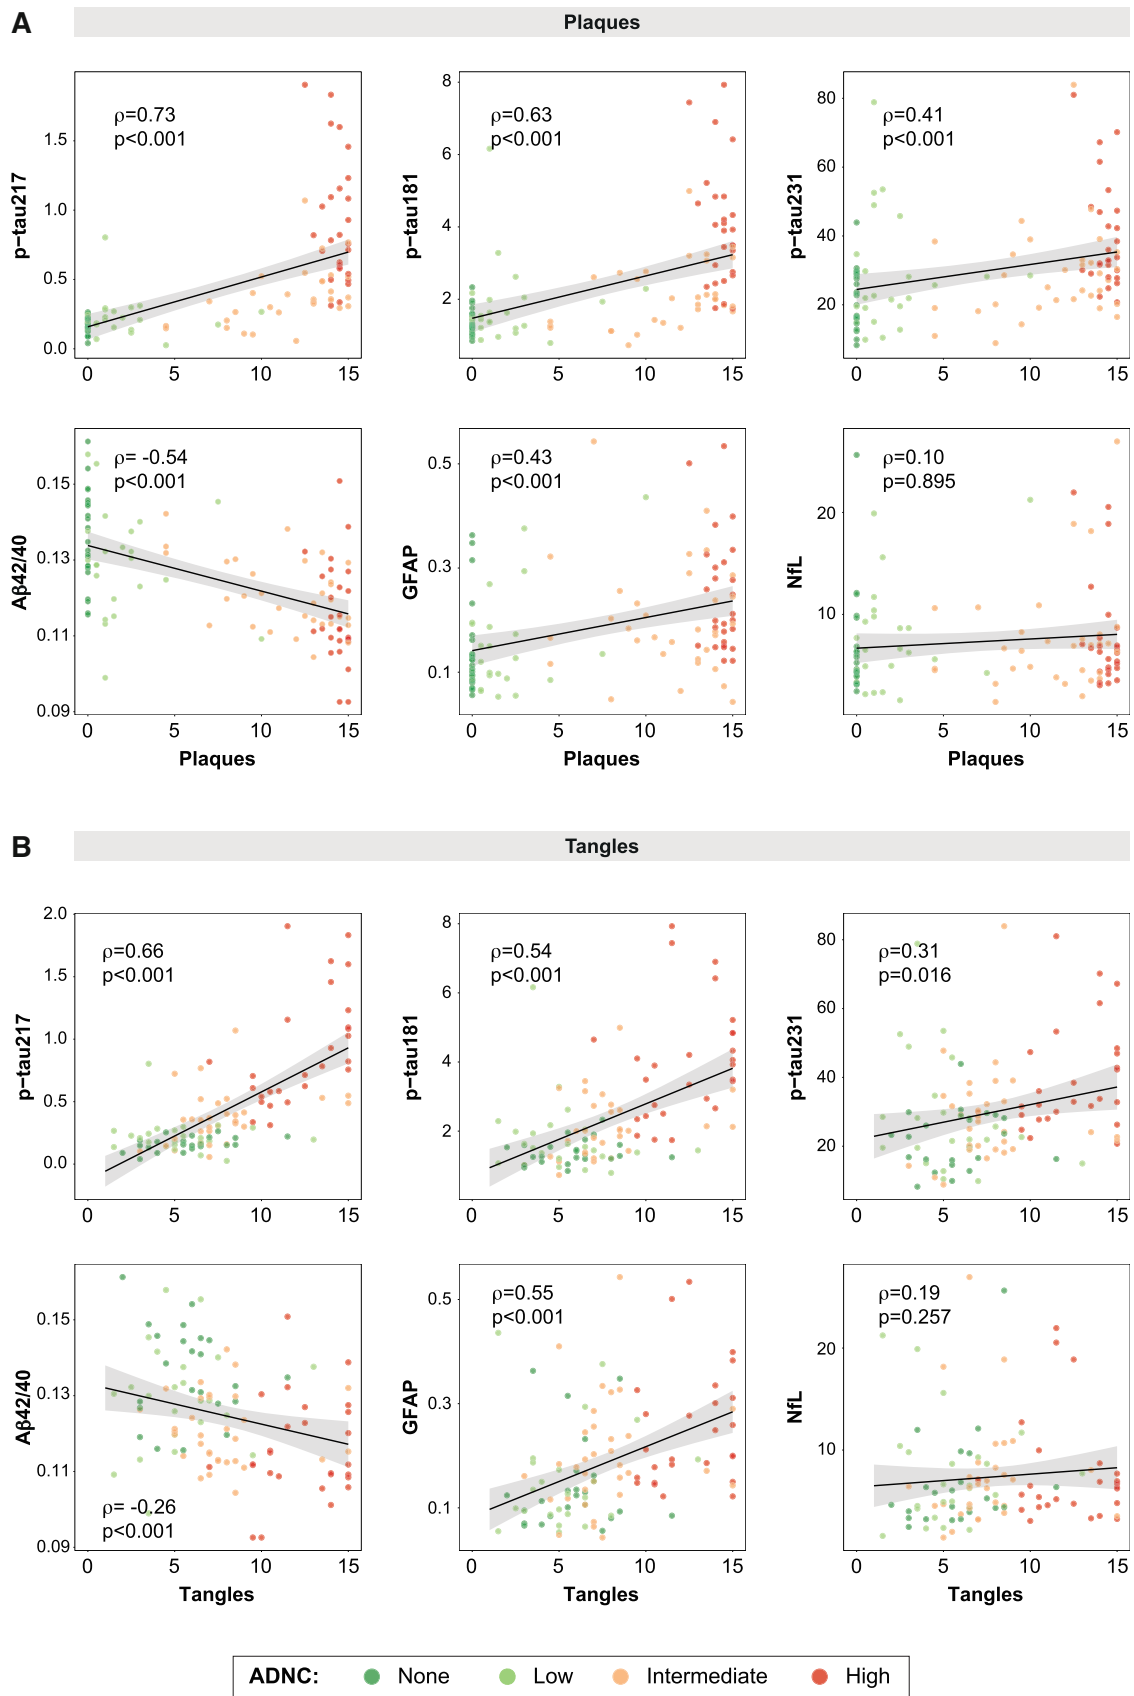 A
Plaques
ρ=0.73
p<0.001
p−tau217
1.5
1.0
0.5
0.0
0 5 10 15
ρ=0.63
p<0.001
p−tau181
8
6
4
2
0 5 10 15
ρ=0.41
p<0.001
p−tau231
80
60
40
20
0 5 10 15
ρ= -0.54
p<0.001
Aβ42/40
0.15
0.13
0.11
0.09
0 5 10 15
Plaques
ρ=0.43
p<0.001
GFAP
0.5
0.3
0.1
0 5 10 15
Plaques
ρ=0.10
p=0.895
NfL
20
10
0 5 10 15
Plaques
B
Tangles
ρ=0.66
p<0.001
p−tau217
2.0
1.5
1.0
0.5
0.0
0 5 10 15
ρ=0.54
p<0.001
p−tau181
8
6
4
2
0 5 10 15
ρ=0.31
p=0.016
p−tau231
80
60
40
20
0 5 10 15
Aβ42/40
0.15
0.13
0.11
0.09
ρ= -0.26
p<0.001
0 5 10 15
Tangles
ρ=0.55
p<0.001
GFAP
0.5
0.3
0.1
0 5 10 15
Tangles
ρ=0.19
p=0.257
NfL
20
10
0 5 10 15
Tangles
ADNC: None Low Intermediate High